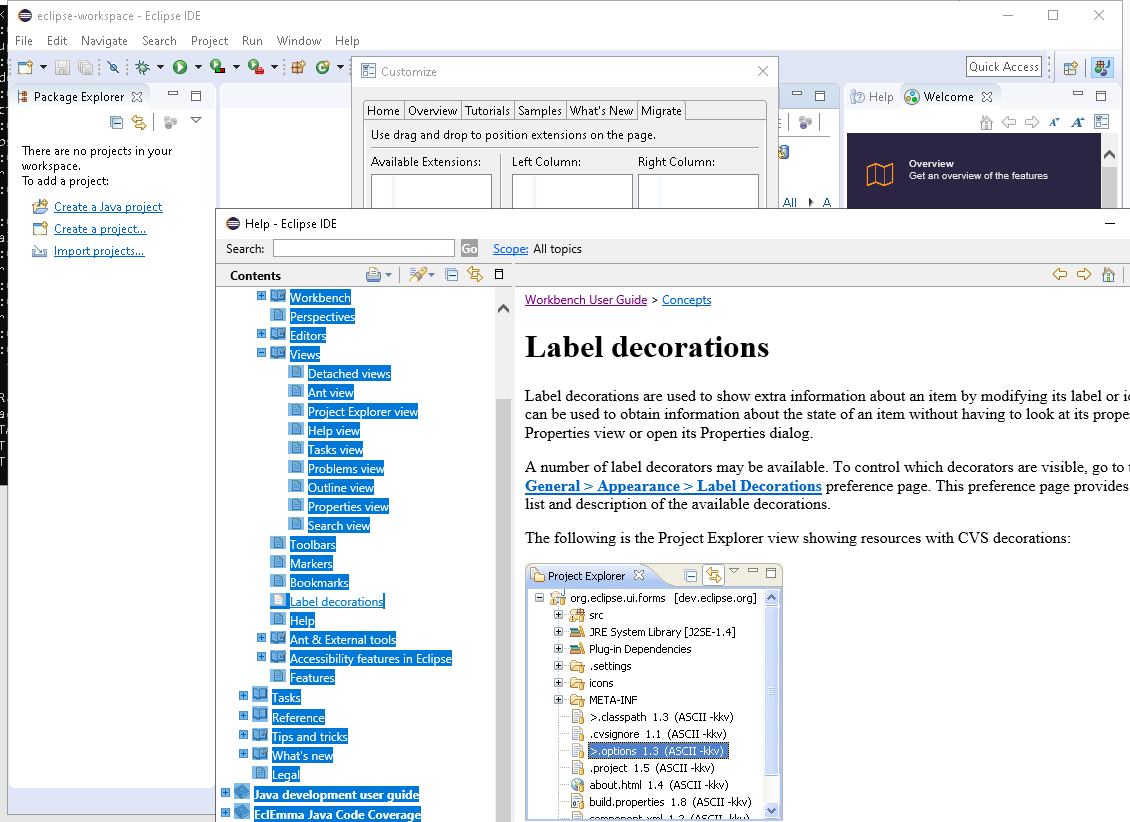 eclipse-workspace - Eclipse IDE
File Edit Navigate Search Project Run Window Help
Quick Access
Package Explorer
There are no projects in your
workspace.
To add a project:
Create a Java project
Create a project...
Import projects...
Customize
Home Overview Tutorials Samples What's New Migrate
Use drag and drop to position extensions on the page.
Available Extensions: Left Column: Right Column:
All A
Help Welcome
Overview
Get an overview of the features
Help - Eclipse IDE
Search: Go Scope: All topics
Contents
Workbench
Perspectives
Editors
Views
Detached views
Ant view
Project Explorer view
Help view
Tasks view
Problems view
Outline view
Properties view
Search view
Toolbars
Markers
Bookmarks
Label decorations
Help
Ant & External tools
Accessibility features in Eclipse
Features
Tasks
Reference
Tips and tricks
What's new
Legal
Java development user guide
EclEmma Java Code Coverage
Workbench User Guide > Concepts
Label decorations
Label decorations are used to show extra information about an item by modifying its label or
can be used to obtain information about the state of an item without having to look at its
Properties view or open its Properties dialog.
A number of label decorators may be available. To control which decorators are visible, go to
General > Appearance > Label Decorations preference page. This preference page provides
list and description of the available decorations.
The following is the Project Explorer view showing resources with CVS decorations:
Project Explorer
org.eclipse.ui.forms [dev.eclipse.org]
src
JRE System Library [J2SE-1.4]
Plug-in Dependencies
.settings
icons
META-INF
>.classpath 1.3 (ASCII -kkv)
.cvsignore 1.1 (ASCII -kkv)
>.options 1.3 (ASCII -kkv)
.project 1.5 (ASCII -kkv)
about.html 1.4 (ASCII -kkv)
build.properties 1.8 (ASCII -kkv)